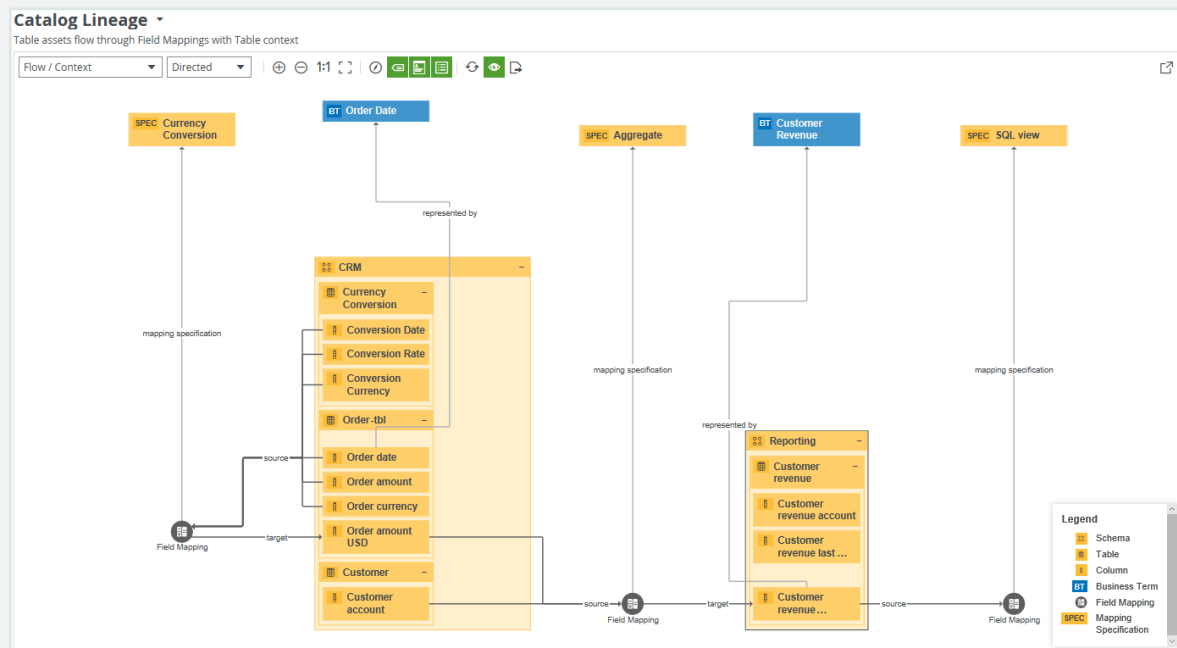 Catalog Lineage
Table assets flow through Field Mappings with Table context
Flow / Context
Directed
1:1
SPEC Currency
Conversion
BT Order Date
SPEC Aggregate
BT Customer
Revenue
SPEC SQL view
represented by
CRM
Currency
Conversion
Conversion Date
Conversion Rate
Conversion
Currency
mapping specification
mapping specification
mapping specification
Order-tbl
represented by
Reporting
source
Order date
Customer
revenue
Order amount
Order currency
Customer
revenue account
Order amount
USD
target
Field Mapping
Customer
revenue last ...
Customer
Customer
account
source
Field Mapping
target
Customer
revenue ...
source
Field Mapping
Legend
Schema
Table
Column
BT Business Term
Field Mapping
SPEC Mapping
Specification